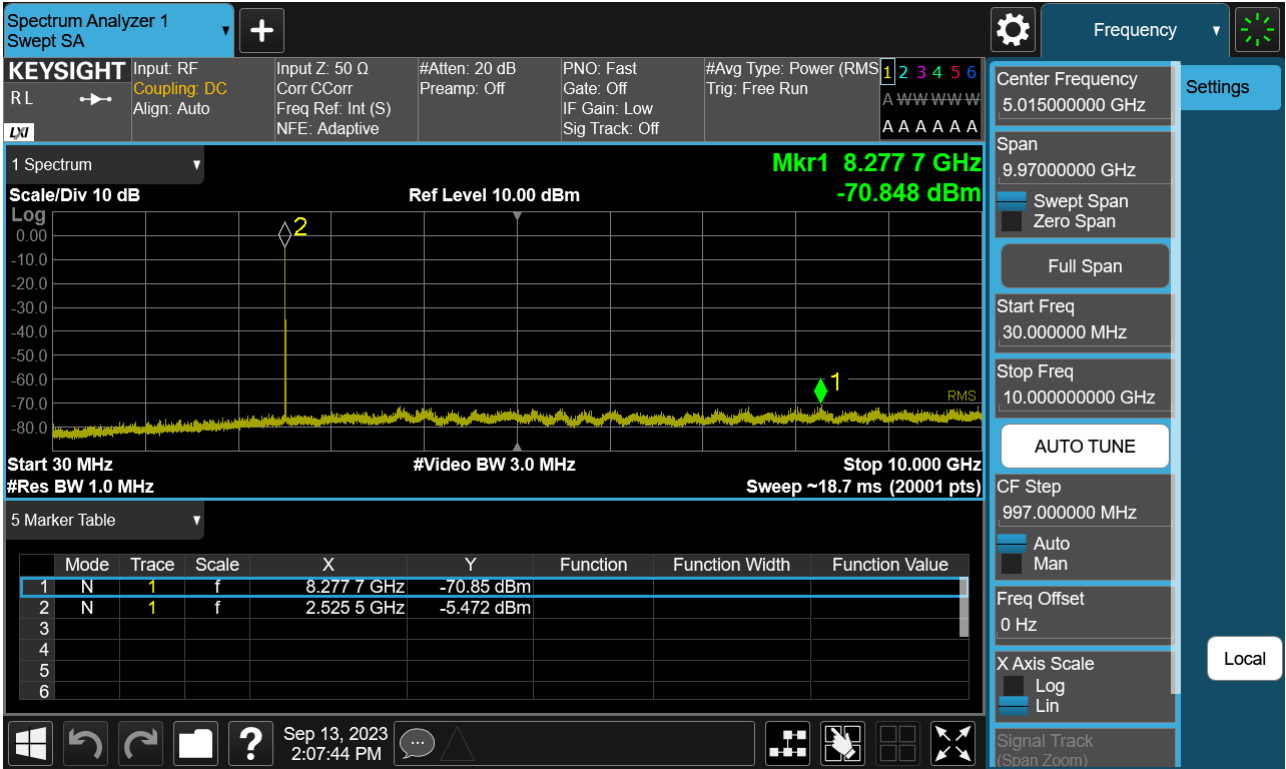 Spectrum Analyzer 1
Swept SA
Frequency
KEYSIGHT
R L
LXI
Input: RF
Coupling: DC
Align: Auto
Input Z: 50 Ω
Corr CCorr
Freq Ref: Int (S)
NFE: Adaptive
#Atten: 20 dB
Preamp: Off
PNO: Fast
Gate: Off
IF Gain: Low
Sig Track: Off
#Avg Type: Power (RMS
Trig: Free Run
1 2 3 4 5 6
A W W W W W
A A A A A A
1 Spectrum
Mkr1 8.277 7 GHz
-70.848 dBm
Scale/Div 10 dB
Ref Level 10.00 dBm
Log
0.00
-10.0
-20.0
-30.0
-40.0
-50.0
-60.0
-70.0
-80.0
2
1
RMS
Start 30 MHz
#Video BW 3.0 MHz
Stop 10.000 GHz
#Res BW 1.0 MHz
Sweep ~18.7 ms (20001 pts)
5 Marker Table
Mode Trace Scale X Y Function Function Width Function Value
1 N 1 f 8.277 7 GHz -70.85 dBm
2 N 1 f 2.525 5 GHz -5.472 dBm
3
4
5
6
Sep 13, 2023
2:07:44 PM
Center Frequency
5.015000000 GHz
Span
9.97000000 GHz
Swept Span
Zero Span
Full Span
Start Freq
30.000000 MHz
Stop Freq
10.000000000 GHz
AUTO TUNE
CF Step
997.000000 MHz
Auto
Man
Freq Offset
0 Hz
X Axis Scale
Log
Lin
Signal Track
(Span Zoom)
Settings
Local